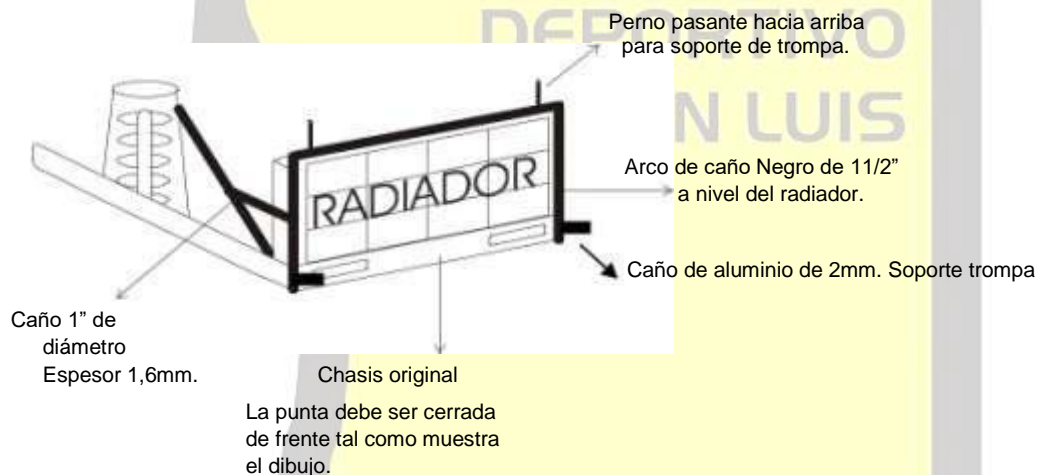 DEPORTIVO
Perno pasante hacia arriba
para soporte de trompa.
N LUIS
RADIADOR
Arco de caño Negro de 11/2”
a nivel del radiador.
Caño de aluminio de 2mm. Soporte trompa
Caño 1” de
diámetro
Espesor 1,6mm.
Chasis original
La punta debe ser cerrada
de frente tal como muestra
el dibujo.